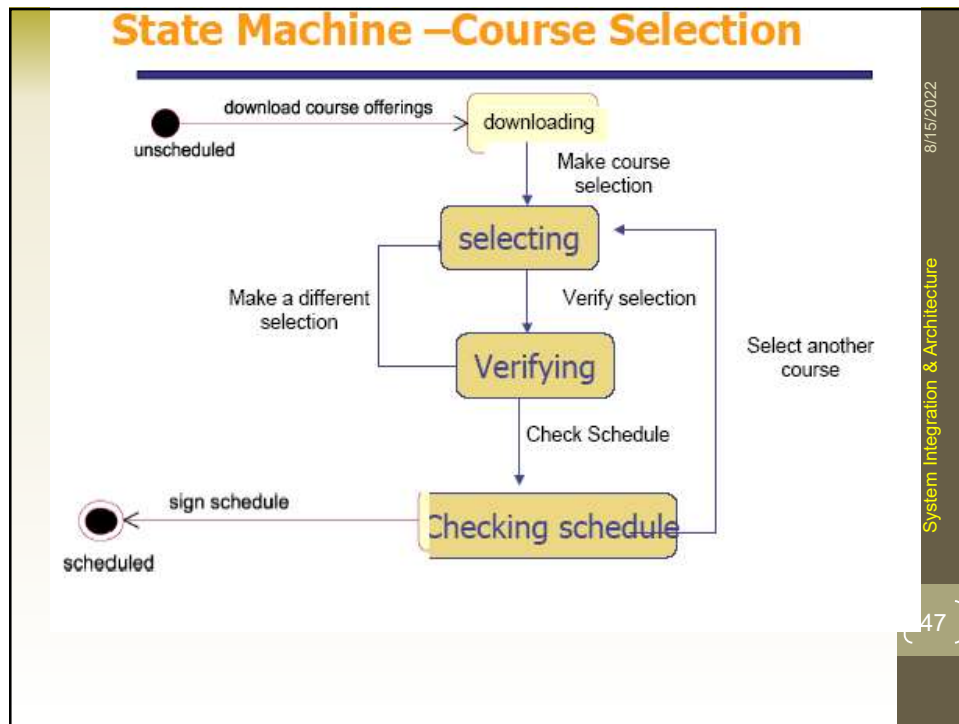 State Machine –Course Selection
download course offerings
downloading
unscheduled
Make course
selection
selecting
Make a different
selection
Verify selection
Verifying
Select another
course
Check Schedule
sign schedule
Checking schedule
scheduled
8/15/2022
System Integration & Architecture
47